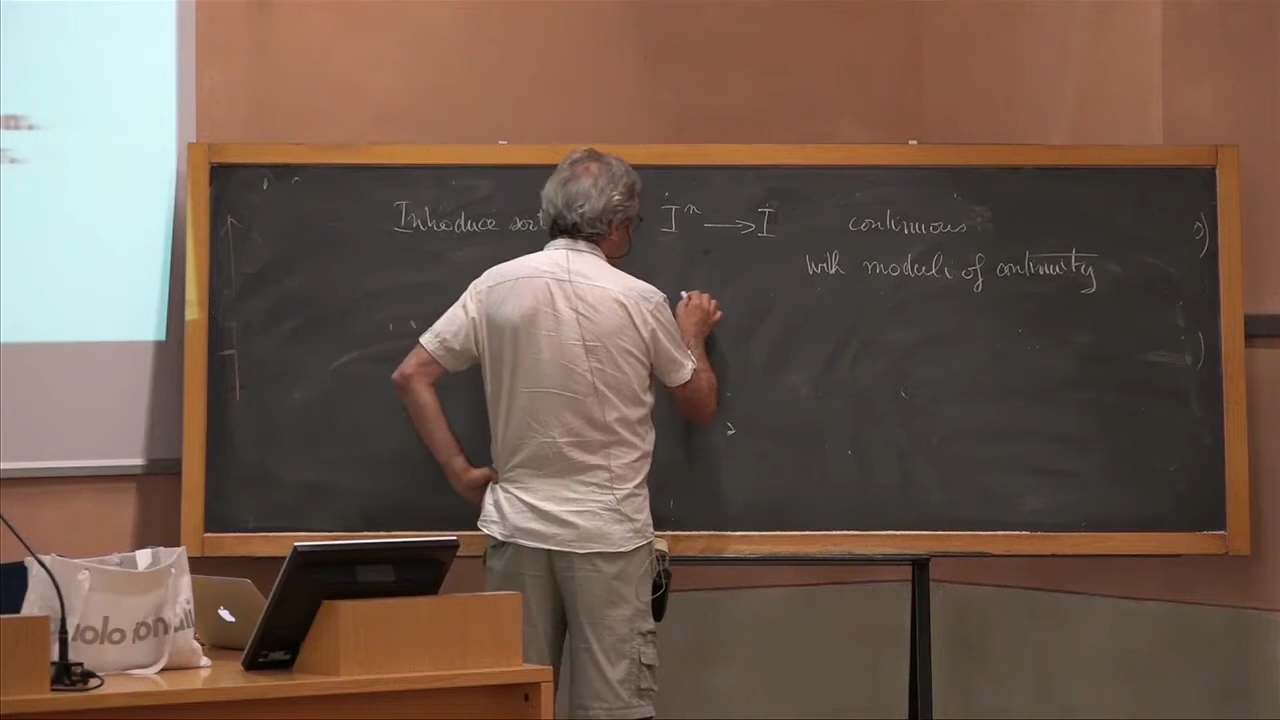 Introduce sort I^n → I continuous
with moduli of continuity